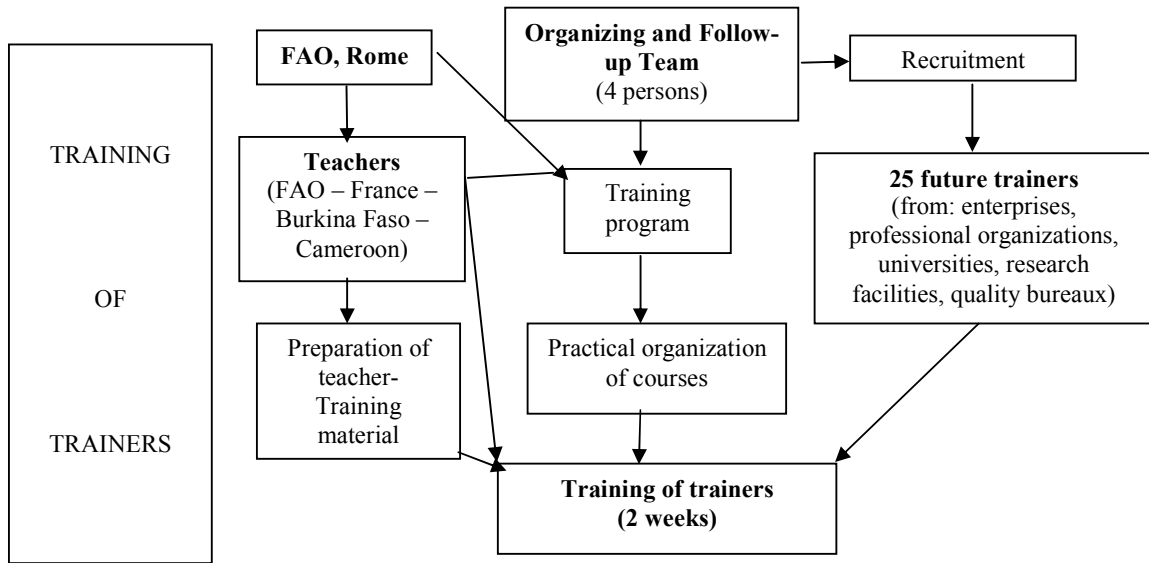 TRAINING
OF
TRAINERS
FAO, Rome
Organizing and Follow-
up Team
(4 persons)
Recruitment
Teachers
(FAO – France –
Burkina Faso –
Cameroon)
Training
program
25 future trainers
(from: enterprises,
professional organizations,
universities, research
facilities, quality bureaux)
Preparation of
teacher-
Training
material
Practical organization
of courses
Training of trainers
(2 weeks)